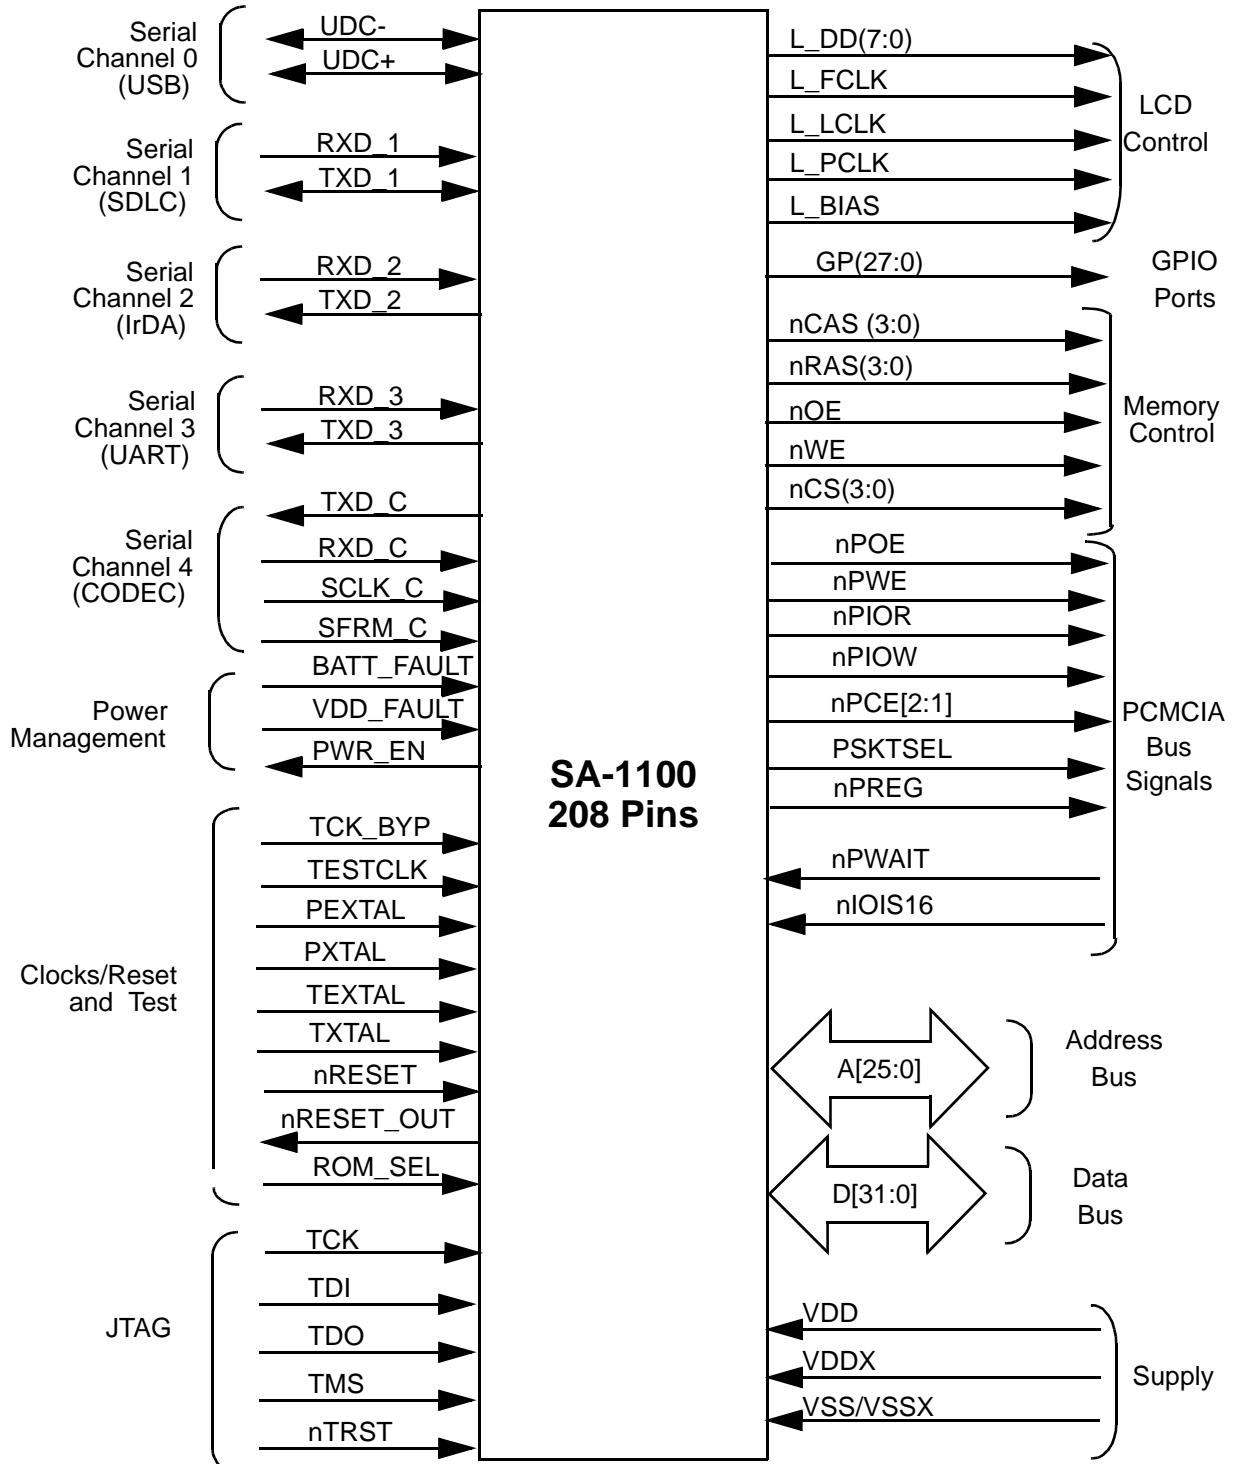 Serial
Channel 0
(USB)
UDC-
UDC+
Serial
Channel 1
(SDLC)
RXD_1
TXD_1
Serial
Channel 2
(IrDA)
RXD_2
TXD_2
Serial
Channel 3
(UART)
RXD_3
TXD_3
Serial
Channel 4
(CODEC)
TXD_C
RXD_C
SCLK_C
SFRM_C
Power
Management
BATT_FAULT
VDD_FAULT
PWR_EN
Clocks/Reset
and Test
TCK_BYP
TESTCLK
PEXTAL
PXTAL
TEXTAL
TXTAL
nRESET
nRESET_OUT
ROM_SEL
JTAG
TCK
TDI
TDO
TMS
nTRST
SA-1100
208 Pins
L_DD(7:0)
L_FCLK
L_LCLK
L_PCLK
L_BIAS
LCD
Control
GP(27:0)
GPIO
Ports
nCAS (3:0)
nRAS(3:0)
nOE
nWE
nCS(3:0)
Memory
Control
nPOE
nPWE
nPIOR
nPIOW
nPCE[2:1]
PSKTSEL
nPREG
nPWAIT
nIOIS16
PCMCIA
Bus
Signals
A[25:0]
Address
Bus
D[31:0]
Data
Bus
VDD
VDDX
VSS/VSSX
Supply